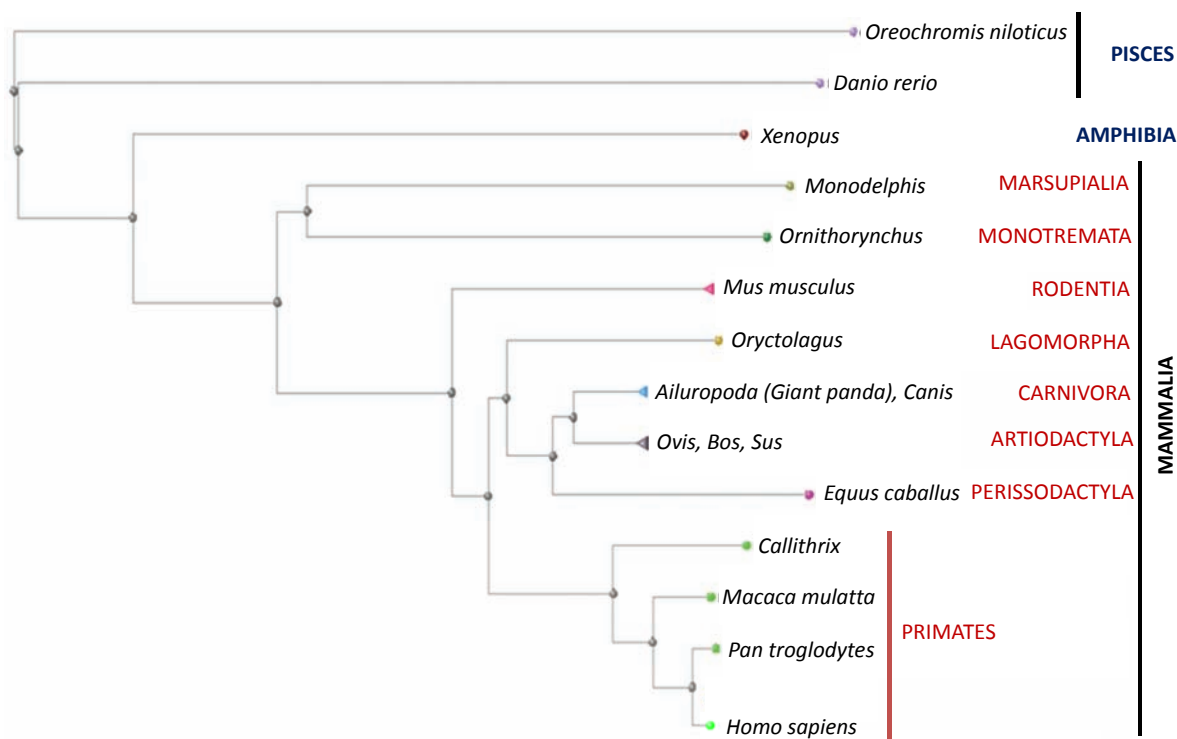 Oreochromis niloticus
PISCES
Danio rerio
Xenopus
AMPHIBIA
Monodelphis
MARSUPIALIA
Ornithorynchus
MONOTREMATA
Mus musculus
RODENTIA
Oryctolagus
LAGOMORPHA
Ailuropoda (Giant panda), Canis
CARNIVORA
Ovis, Bos, Sus
ARTIODACTYLA
MAMMALIA
Equus caballus
PERISSODACTYLA
Callithrix
Macaca mulatta
PRIMATES
Pan troglodytes
Homo sapiens